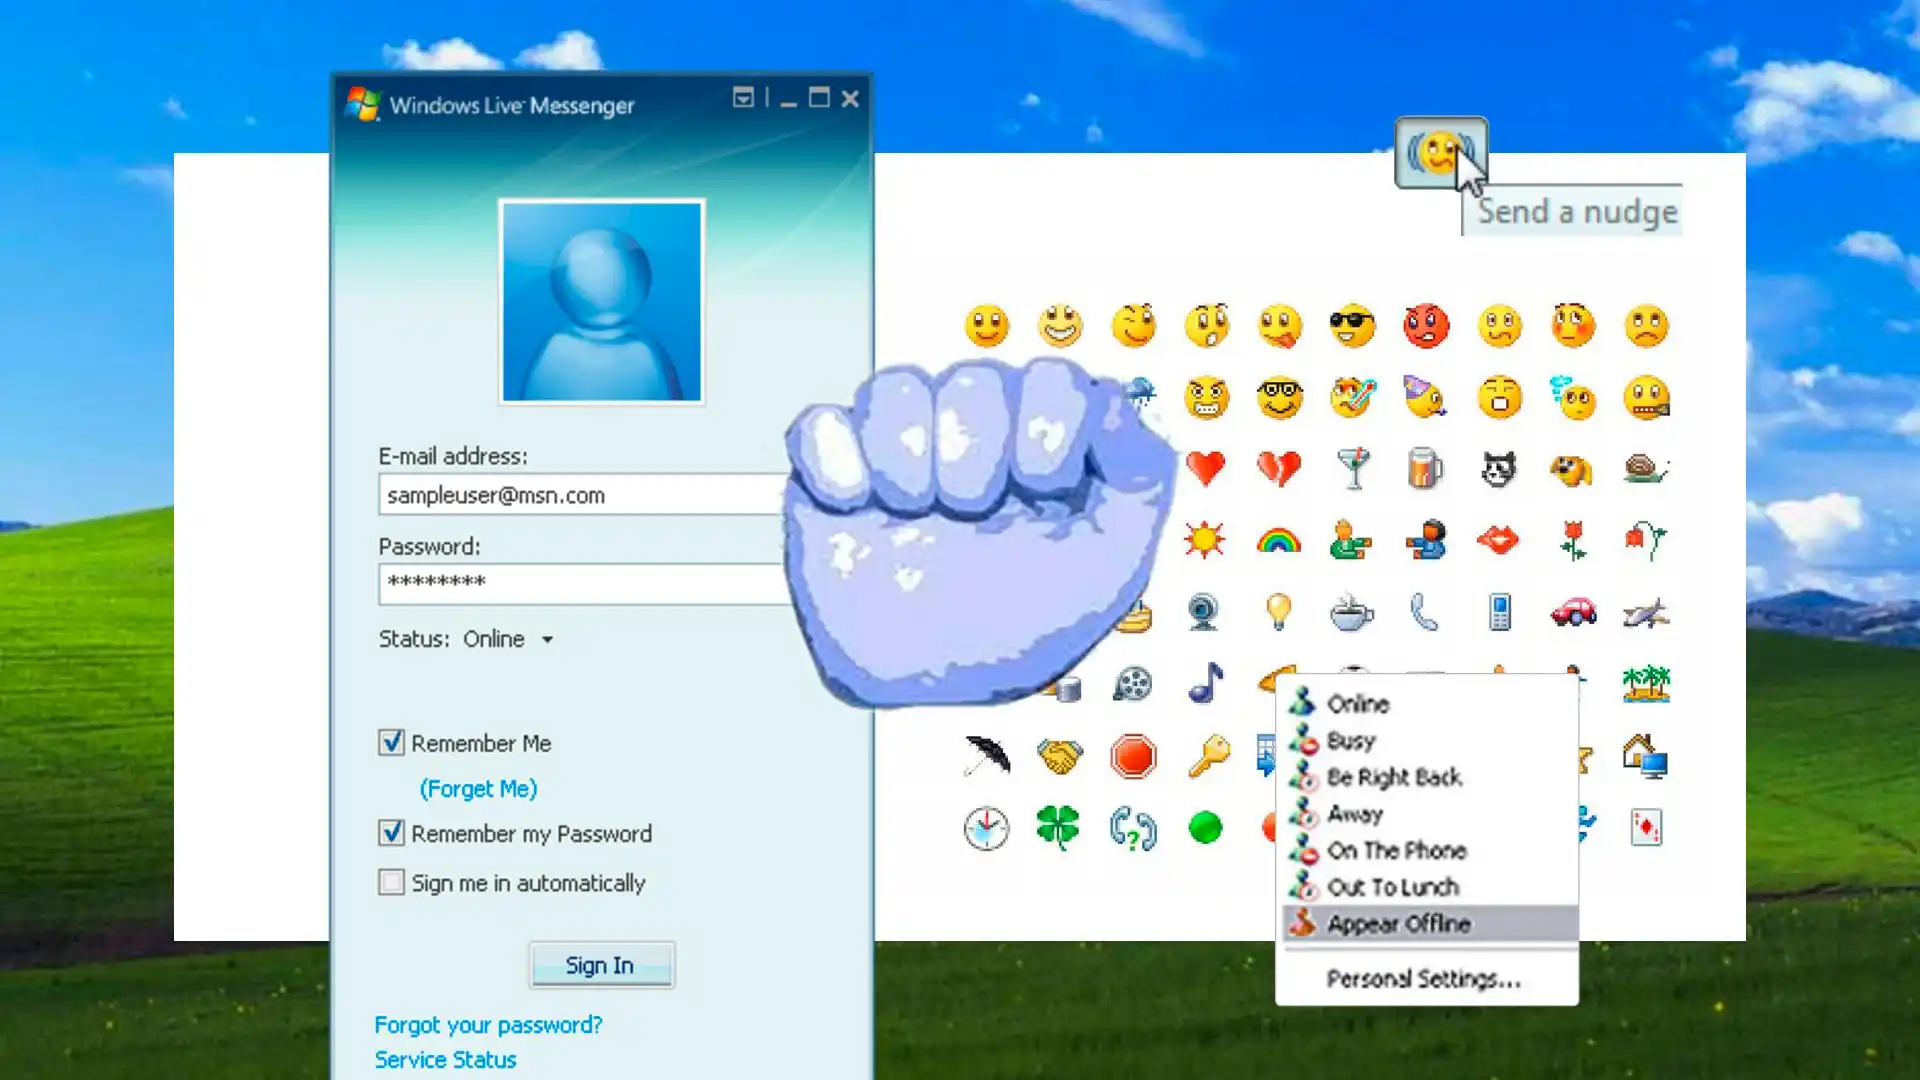 Windows Live Messenger
Send a nudge
E-mail address:
sampleuser@msn.com
Password:
********
Status: Online
Remember Me
(Forget Me)
Remember my Password
Sign me in automatically
Sign In
Forgot your password?
Service Status
Online
Busy
Be Right Back
Away
On The Phone
Out To Lunch
Appear Offline
Personal Settings...